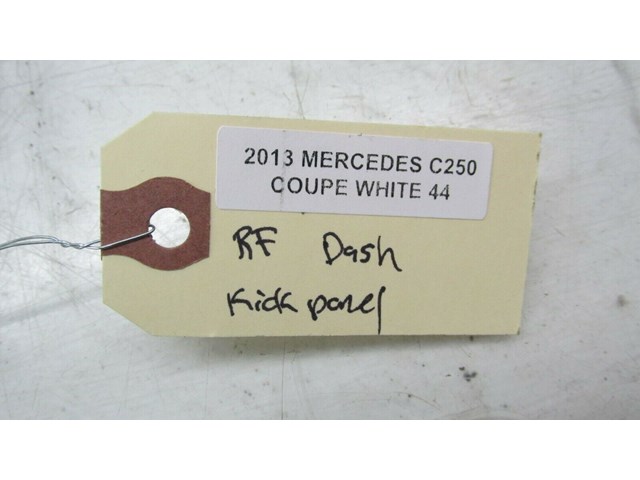 2013 MERCEDES C250
COUPE WHITE 44
RF Dash
Kick panel